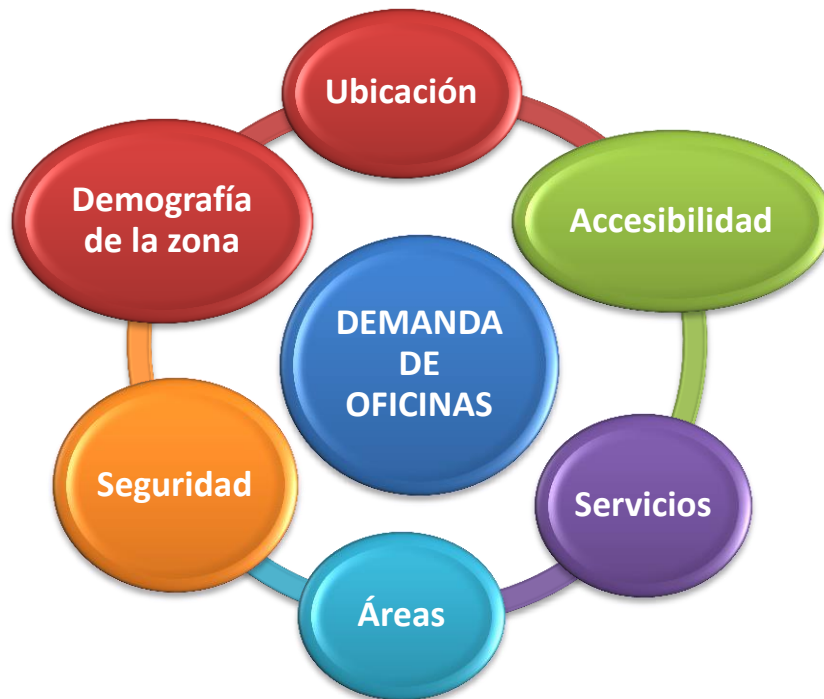 Ubicación
Accesibilidad
Servicios
Áreas
Seguridad
Demografía
de la zona
DEMANDA
DE
OFICINAS